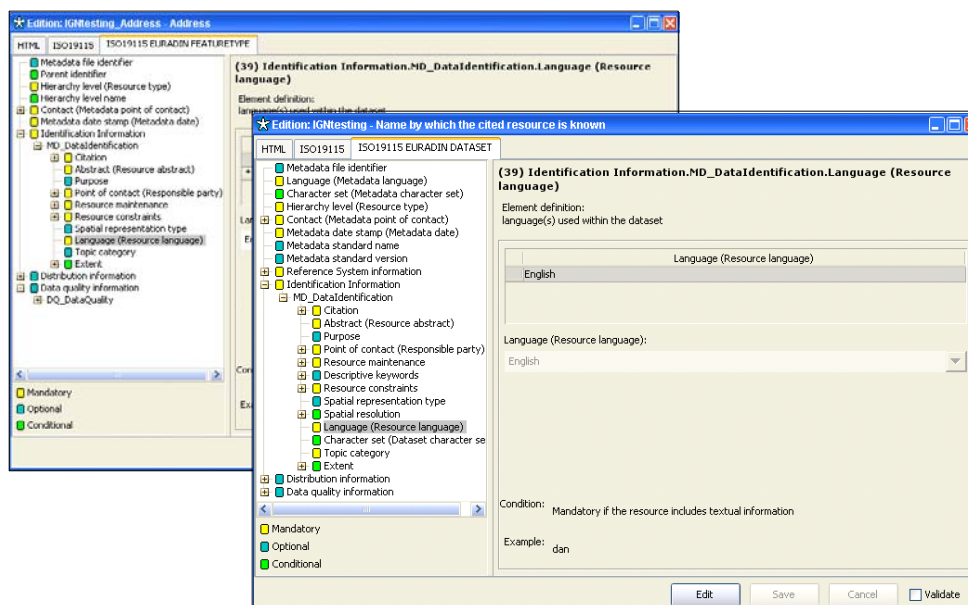 Edition: IGNtesting_Address - Address
HTML ISO19115 ISO19115 EURADIN FEATURETYPE
Metadata file identifier
Parent identifier
Hierarchy level (Resource type)
Hierarchy level name
Contact (Metadata point of contact)
Metadata date stamp (Metadata date)
Identification Information
MD_DataIdentification
Citation
Abstract (Resource abstract)
Purpose
Point of contact (Responsible party)
Resource maintenance
Resource constraints
Spatial representation type
Language (Resource language)
Topic category
Extent
Distribution information
Data quality information
DQ_DataQuality
Mandatory
Optional
Conditional
(39) Identification Information.MD_DataIdentification.Language (Resource
language)
Element definition:
language(s) used within the dataset
Edition: IGNtesting - Name by which the cited resource is known
HTML ISO19115 ISO19115 EURADIN DATASET
Metadata file identifier
Language (Metadata language)
Character set (Metadata character set)
Hierarchy level (Resource type)
Contact (Metadata point of contact)
Metadata date stamp (Metadata date)
Metadata standard name
Metadata standard version
Reference System information
Identification Information
MD_DataIdentification
Citation
Abstract (Resource abstract)
Purpose
Point of contact (Responsible party)
Resource maintenance
Descriptive keywords
Resource constraints
Spatial representation type
Spatial resolution
Language (Resource language)
Character set (Dataset character se
Topic category
Extent
Distribution information
Data quality information
Mandatory
Optional
Conditional
(39) Identification Information.MD_DataIdentification.Language (Resource
language)
Element definition:
language(s) used within the dataset
Language (Resource language)
English
Language (Resource language):
English
Condition: Mandatory if the resource includes textual information
Example: dan
Edit Save Cancel Validate